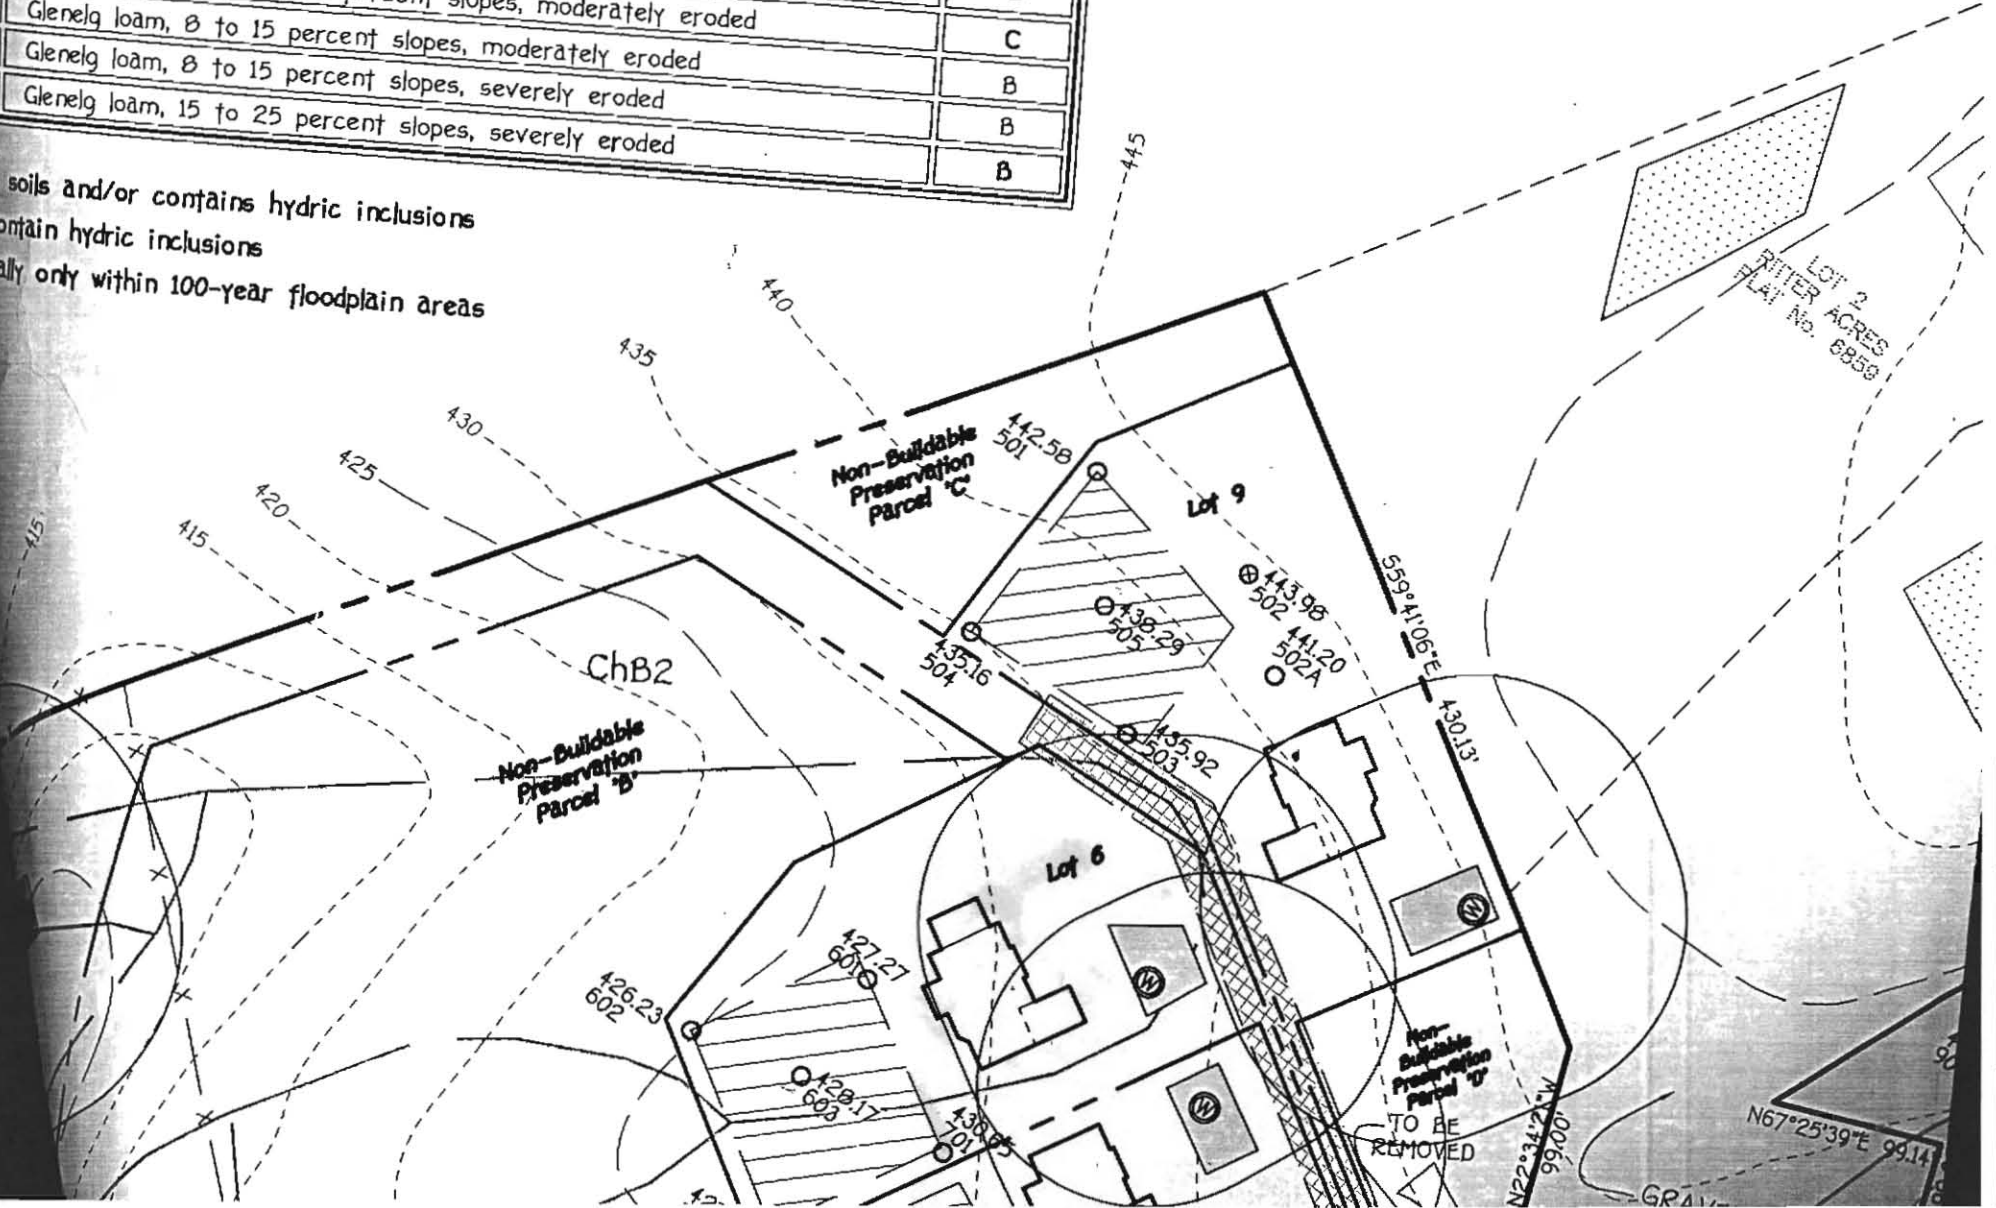 slopes, moderately eroded
Glenelg loam, 8 to 15 percent slopes, moderately eroded
C
Glenelg loam, 8 to 15 percent slopes, severely eroded
B
Glenelg loam, 15 to 25 percent slopes, severely eroded
B
B
soils and/or contains hydric inclusions
hydric inclusions
only within 100-year floodplain areas
445
440
435
430
425
420
415
415
LOT 2
RITTER ACRES
PLAT No. 6859
Non-Buildable
Preservation
Parcel "C"
442.58
501
Lot 9
443.98
502
441.20
502A
438.29
505
435.16
504
435.92
503
S59°41'06"E
430.13'
ChB2
Non-Buildable
Preservation
Parcel "B"
Lot 6
427.27
601
426.23
602
428.17
603
430.65
701
W
W
W
Non-
Buildable
Preservation
Parcel "D"
TO BE
REMOVED
N22°34'21"W
99.00'
N67°25'39"E 99.14'